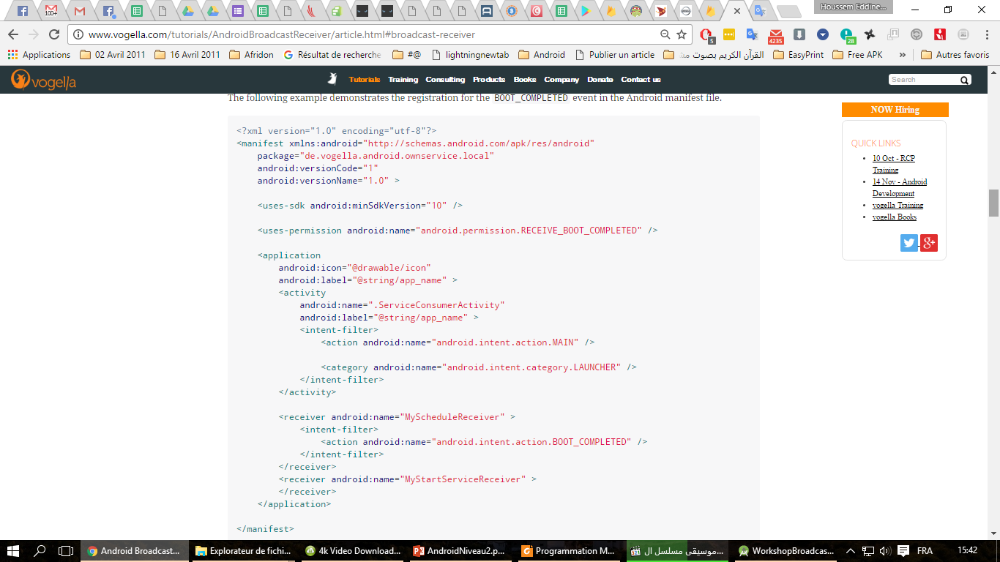 100+
Houssem Eddine...
www.vogella.com/tutorials/AndroidBroadcastReceiver/article.html#broadcast-receiver
5
4235
28
Applications
02 Avril 2011
16 Avril 2011
Afridon
Résultat de recherche
#@
lightningnewtab
Android
Publier un article
القرآن الكريم بصوت مش
EasyPrint
Free APK
»
Autres favoris
vogella
Tutorials Training Consulting Products Books Company Donate Contact us
Search
The following example demonstrates the registration for the BOOT_COMPLETED event in the Android manifest file.
<?xml version="1.0" encoding="utf-8"?>
<manifest xmlns:android="http://schemas.android.com/apk/res/android"
package="de.vogella.android.ownservice.local"
android:versionCode="1"
android:versionName="1.0" >
<uses-sdk android:minSdkVersion="10" />
<uses-permission android:name="android.permission.RECEIVE_BOOT_COMPLETED" />
<application
android:icon="@drawable/icon"
android:label="@string/app_name" >
<activity
android:name=".ServiceConsumerActivity"
android:label="@string/app_name" >
<intent-filter>
<action android:name="android.intent.action.MAIN" />
<category android:name="android.intent.category.LAUNCHER" />
</intent-filter>
</activity>
<receiver android:name="MyScheduleReceiver" >
<intent-filter>
<action android:name="android.intent.action.BOOT_COMPLETED" />
</intent-filter>
</receiver>
<receiver android:name="MyStartServiceReceiver" >
</receiver>
</application>
</manifest>
NOW Hiring
QUICK LINKS
10 Oct - RCP
Training
14 Nov - Android
Development
vogella Training
vogella Books
g+
Android Broadcast...
Explorateur de fichi...
4k Video Download...
AndroidNiveau2.p...
Programmation M...
موسيقى مسلسل ال...
WorkshopBroadcas...
FRA
15:42